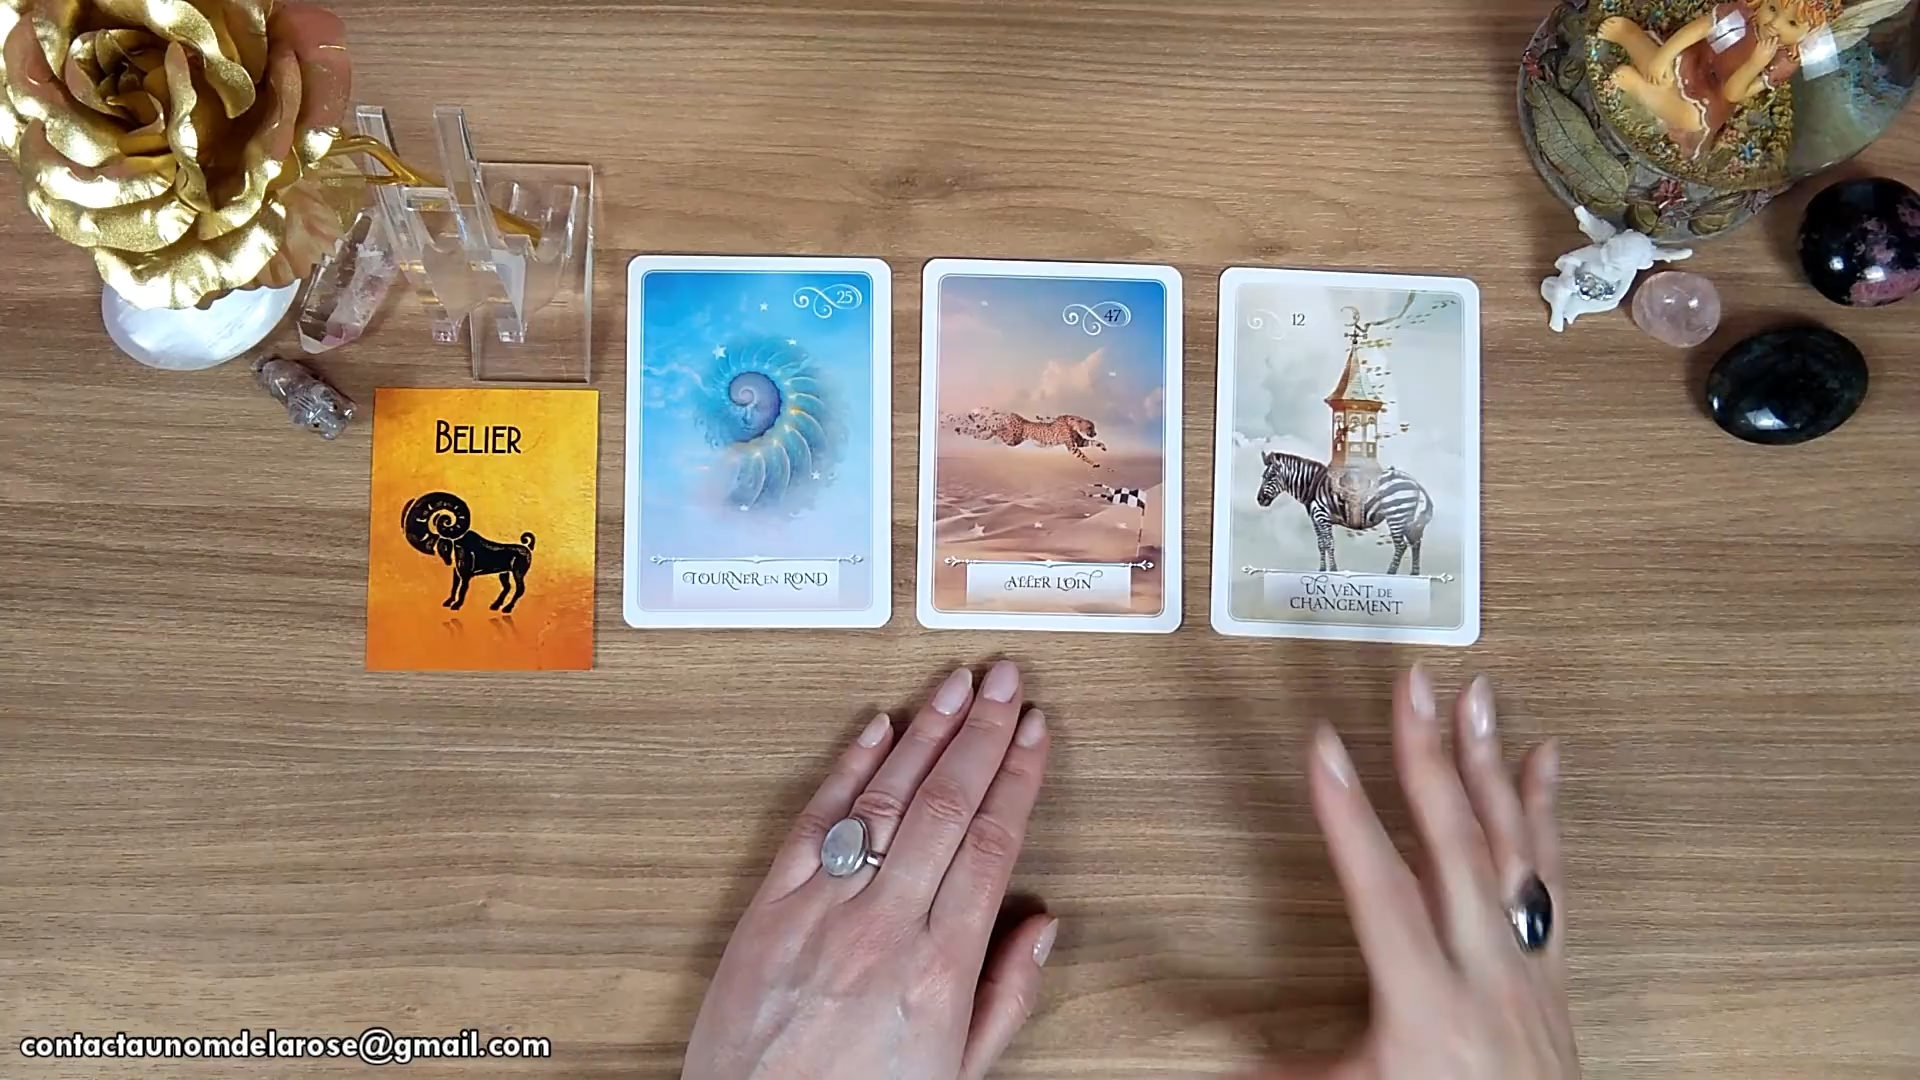 BELIER
25
TOURNER EN ROND
47
ALLER LOIN
12
UN VENT DE
CHANGEMENT
contactaunomdelarose@gmail.com